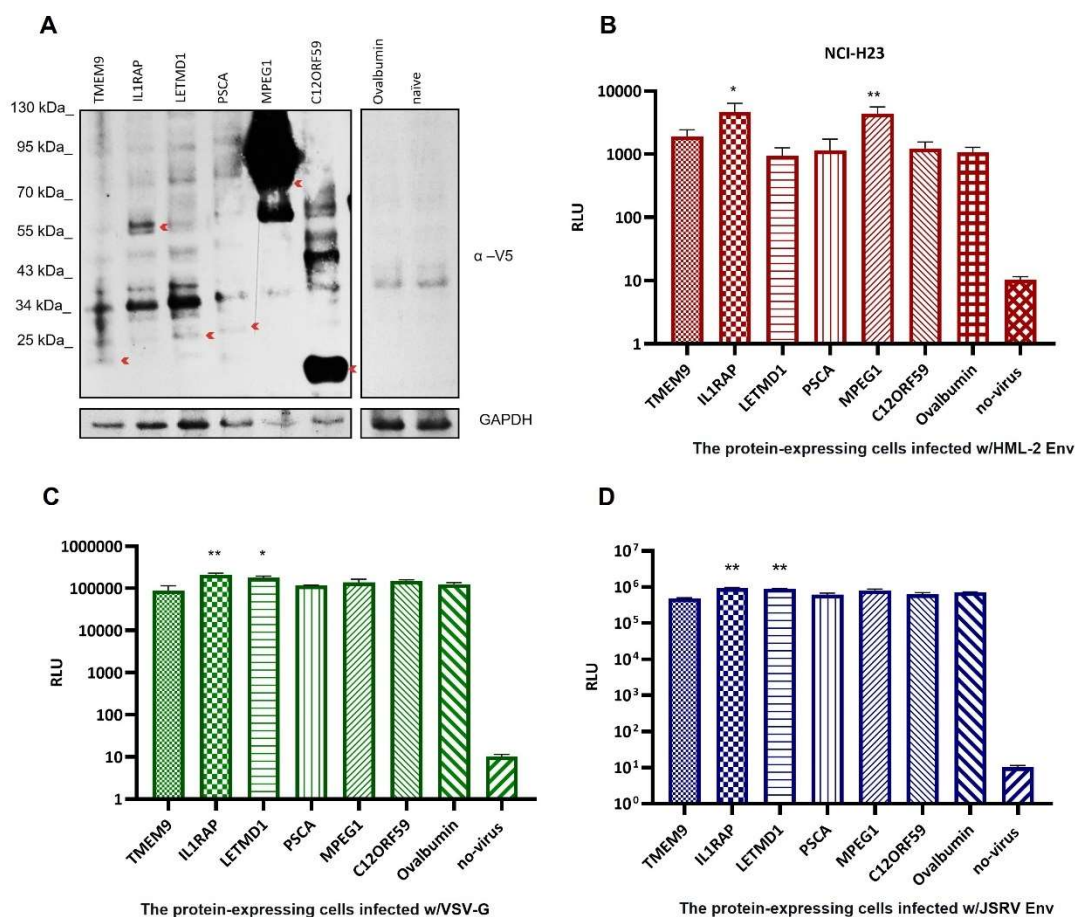 A
TMEM9
IL1RAP
LETMD1
PSCA
MPEG1
C12ORF59
Ovalbumin
naïve
130 kDa_
95 kDa_
70 kDa_
55 kDa_
43 kDa_
34 kDa_
25 kDa_
α –V5
GAPDH
B
NCI-H23
10000
1000
100
10
1
RLU
*
**
TMEM9
IL1RAP
LETMD1
PSCA
MPEG1
C12ORF59
Ovalbumin
no-virus
The protein-expressing cells infected w/HML-2 Env
C
1000000
100000
10000
1000
100
10
1
RLU
**
*
TMEM9
IL1RAP
LETMD1
PSCA
MPEG1
C12ORF59
Ovalbumin
no-virus
The protein-expressing cells infected w/VSV-G
D
10⁷
10⁶
10⁵
10⁴
10³
10²
10¹
10⁰
RLU
**
**
TMEM9
IL1RAP
LETMD1
PSCA
MPEG1
C12ORF59
Ovalbumin
no-virus
The protein-expressing cells infected w/JSRV Env